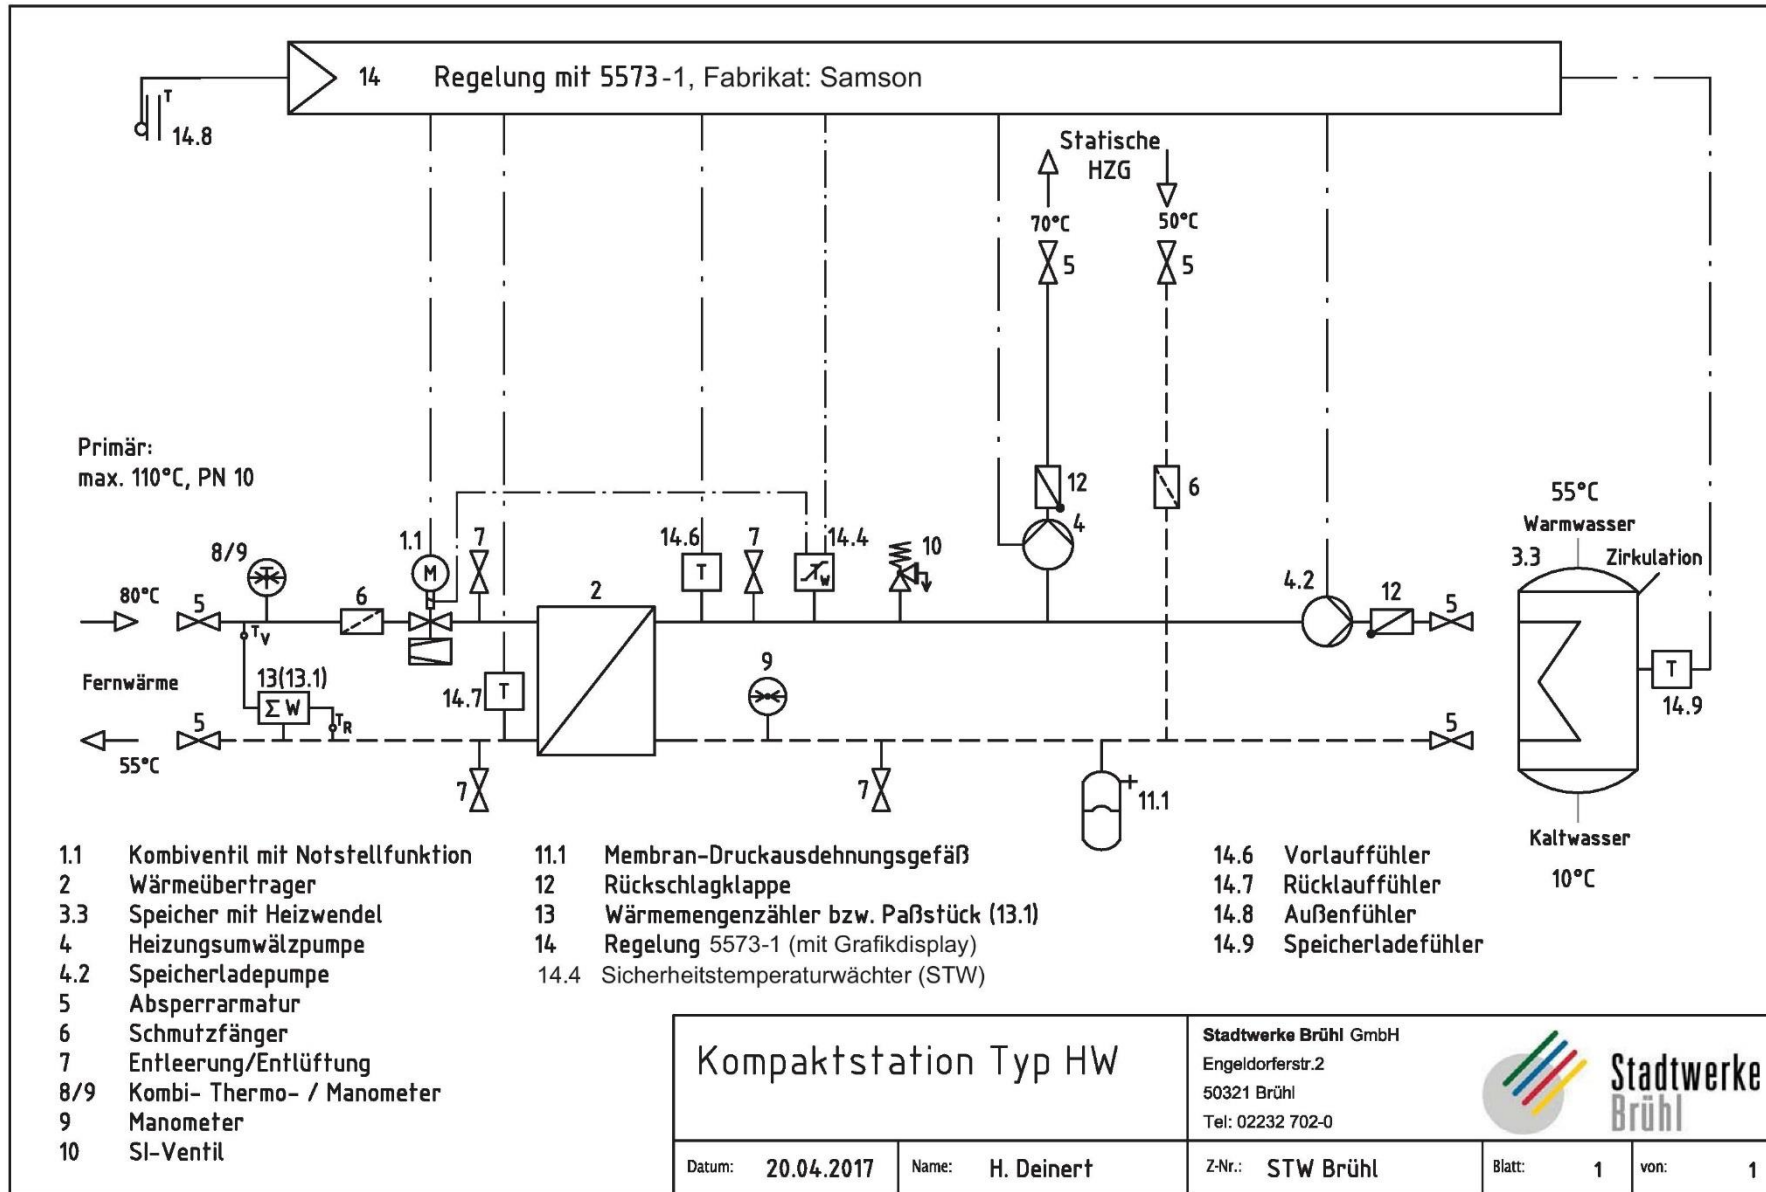 14 Regelung mit 5573-1, Fabrikat: Samson
T
14.8
Statische
HZG
70°C 50°C
5 5
Primär:
max. 110°C, PN 10
12 6
4
55°C
Warmwasser
3.3 Zirkulation
8/9 1.1 7 14.6 7 14.4 10
M T TW
80°C 5 6 2 4.2 12 5
TV
Fernwärme 13(13.1) 14.7 T 9 T
Σ W TR 14.9
5 5
55°C
7 7 11.1
Kaltwasser
10°C
1.1 Kombiventil mit Notstellfunktion
2 Wärmeübertrager
3.3 Speicher mit Heizwendel
4 Heizungsumwälzpumpe
4.2 Speicherladepumpe
5 Absperrarmatur
6 Schmutzfänger
7 Entleerung/Entlüftung
8/9 Kombi- Thermo- / Manometer
9 Manometer
10 SI-Ventil
11.1 Membran-Druckausdehnungsgefäß
12 Rückschlagklappe
13 Wärmemengenzähler bzw. Paßstück (13.1)
14 Regelung 5573-1 (mit Grafikdisplay)
14.4 Sicherheitstemperaturwächter (STW)
14.6 Vorlauffühler
14.7 Rücklauffühler
14.8 Außenfühler
14.9 Speicherladefühler
Kompaktstation Typ HW
Stadtwerke Brühl GmbH
Engeldorferstr.2
50321 Brühl
Tel: 02232 702-0
Stadtwerke
Brühl
Datum: 20.04.2017 Name: H. Deinert Z-Nr.: STW Brühl Blatt: 1 von: 1